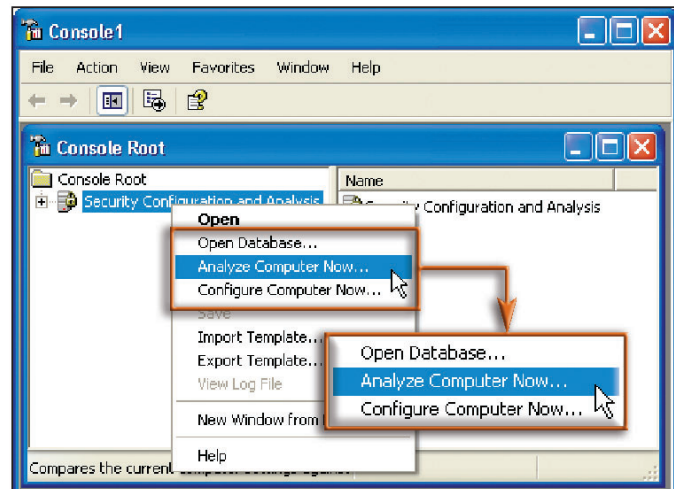 Console1
File Action View Favorites Window Help
Console Root
Console Root
Name
Security Configuration and Analysis
Configuration and Analysis
Open
Open Database...
Analyze Computer Now...
Configure Computer Now...
Save
Import Template...
Export Template...
View Log File
New Window from
Help
Open Database...
Analyze Computer Now...
Configure Computer Now...
Compares the current